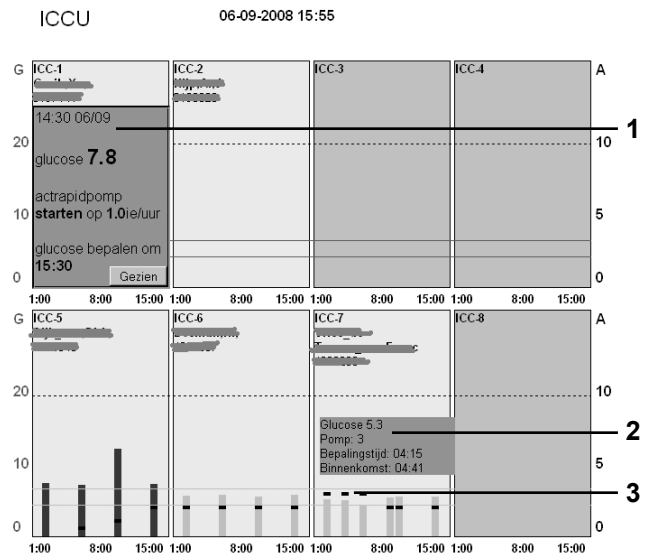 ICCU 06-09-2008 15:55
G ICC-1 ICC-2 ICC-3 ICC-4 A
14:30 06/09
1
20 10
glucose 7.8
actrapidpomp
10 starten op 1.0ie/uur 5
glucose bepalen om
15:30
0 Gezien 0
1:00 8:00 15:00 1:00 8:00 15:00 1:00 8:00 15:00 1:00 8:00 15:00
G ICC-5 ICC-6 ICC-7 ICC-8 A
20 10
Glucose 5.3
2
Pomp: 3
Bepalingstijd: 04:15
10 5
Binnenkomst: 04:41
3
0 0
1:00 8:00 15:00 1:00 8:00 15:00 1:00 8:00 15:00 1:00 8:00 15:00